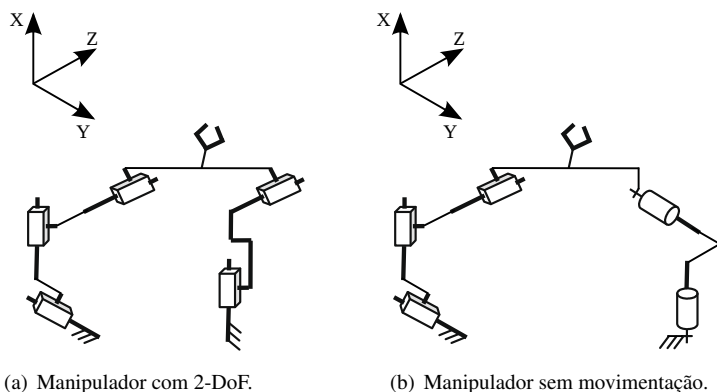 X
Z
Y
X
Z
Y
(a) Manipulador com 2-DoF.
(b) Manipulador sem movimentação.